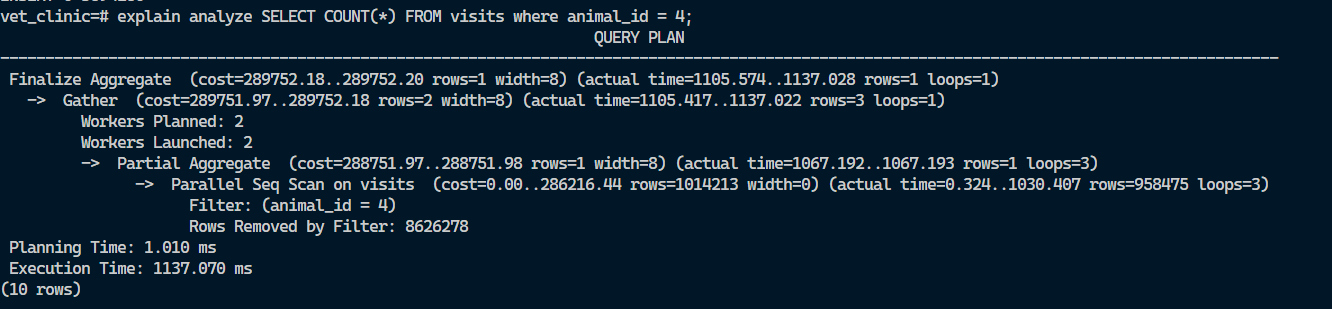 vet_clinic=# explain analyze SELECT COUNT(*) FROM visits where animal_id = 4;
QUERY PLAN
-----------------------------------------------------------------------------------------------------------------------------------------------
Finalize Aggregate  (cost=289752.18..289752.20 rows=1 width=8) (actual time=1105.574..1137.028 rows=1 loops=1)
  ->  Gather  (cost=289751.97..289752.18 rows=2 width=8) (actual time=1105.417..1137.022 rows=3 loops=1)
        Workers Planned: 2
        Workers Launched: 2
        ->  Partial Aggregate  (cost=288751.97..288751.98 rows=1 width=8) (actual time=1067.192..1067.193 rows=1 loops=3)
              ->  Parallel Seq Scan on visits  (cost=0.00..286216.44 rows=1014213 width=0) (actual time=0.324..1030.407 rows=958475 loops=3)
                    Filter: (animal_id = 4)
                    Rows Removed by Filter: 8626278
Planning Time: 1.010 ms
Execution Time: 1137.070 ms
(10 rows)